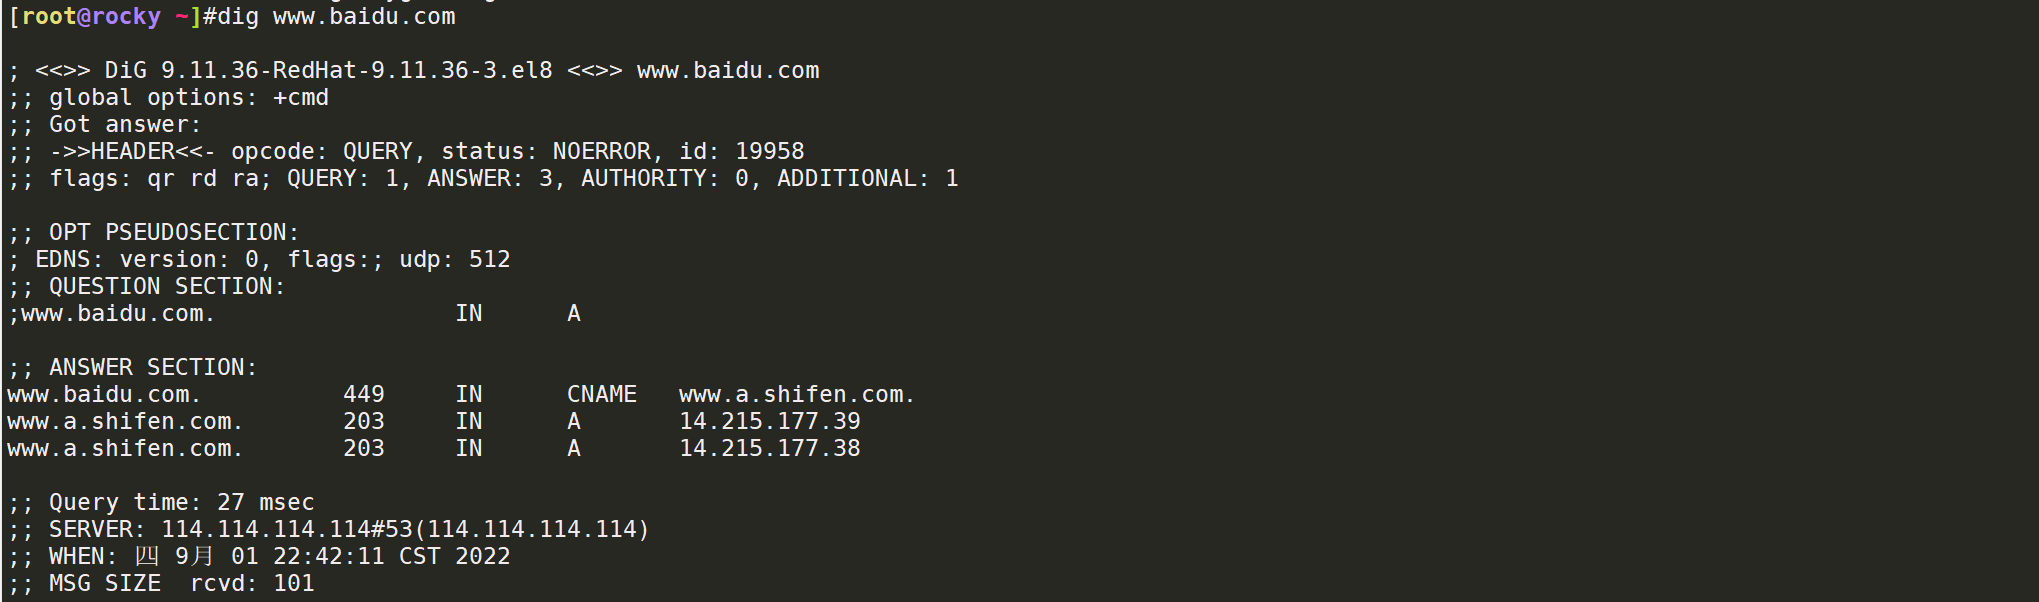 [root@rocky ~]#dig www.baidu.com
; <<>> DiG 9.11.36-RedHat-9.11.36-3.el8 <<>> www.baidu.com
;; global options: +cmd
;; Got answer:
;; ->>HEADER<<- opcode: QUERY, status: NOERROR, id: 19958
;; flags: qr rd ra; QUERY: 1, ANSWER: 3, AUTHORITY: 0, ADDITIONAL: 1
;; OPT PSEUDOSECTION:
; EDNS: version: 0, flags:; udp: 512
;; QUESTION SECTION:
;www.baidu.com. IN A
;; ANSWER SECTION:
www.baidu.com. 449 IN CNAME www.a.shifen.com.
www.a.shifen.com. 203 IN A 14.215.177.39
www.a.shifen.com. 203 IN A 14.215.177.38
;; Query time: 27 msec
;; SERVER: 114.114.114.114#53(114.114.114.114)
;; WHEN: 四 9月 01 22:42:11 CST 2022
;; MSG SIZE  rcvd: 101